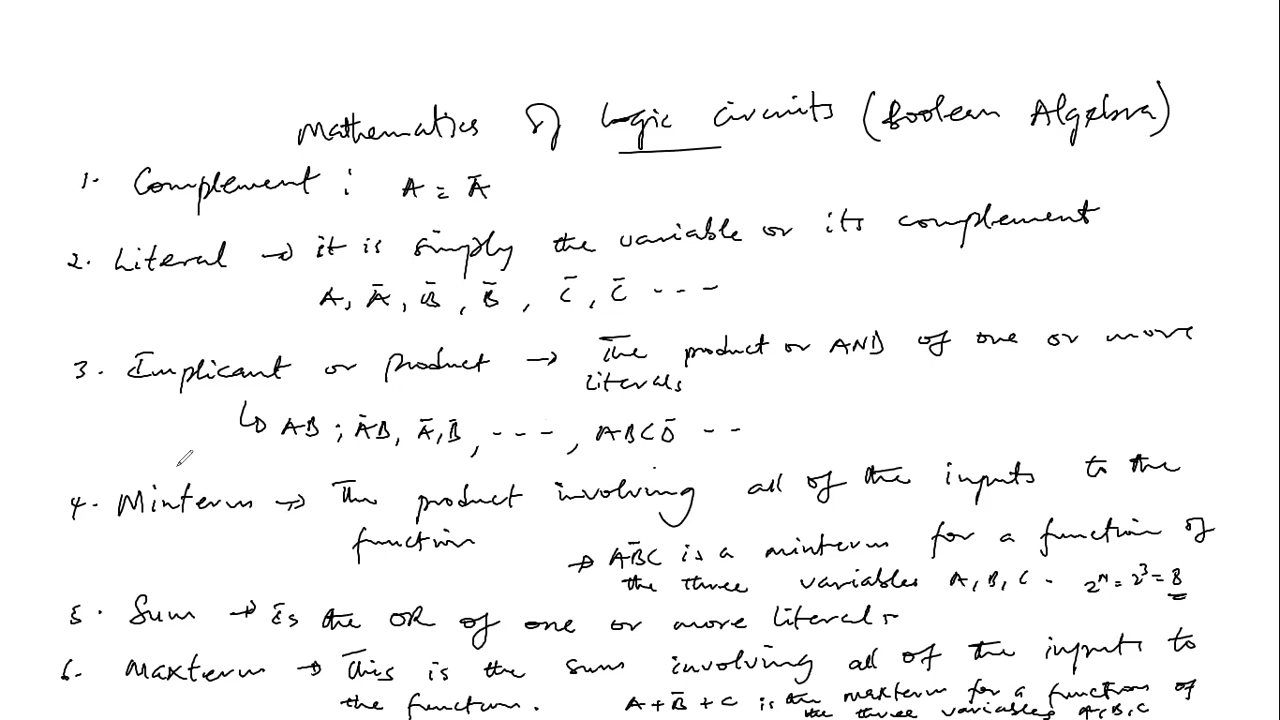 Mathematics of Logic Circuits (Boolean Algebra)
1. Complement : A = Ā
2. Literal → it is simply the variable or its complement
A, Ā, B̄, B̄, C̄, C̄ ---
3. Implicant or product → The product or AND of one or more
literals
↳ AB ; ĀB, Ā,B̄, ---, ABCD̄ --
4. Minterm → The product involving all of the inputs to the
function
→ AB̄C is a minterm for a function of
the three variables A, B, C. 2ⁿ = 2³ = 8
5. Sum → Is the OR of one or more literals
6. Maxterm → This is the sum involving all of the inputs to
the function. A + B̄ + C is the maxterm for a function of
the three variables A, B, C